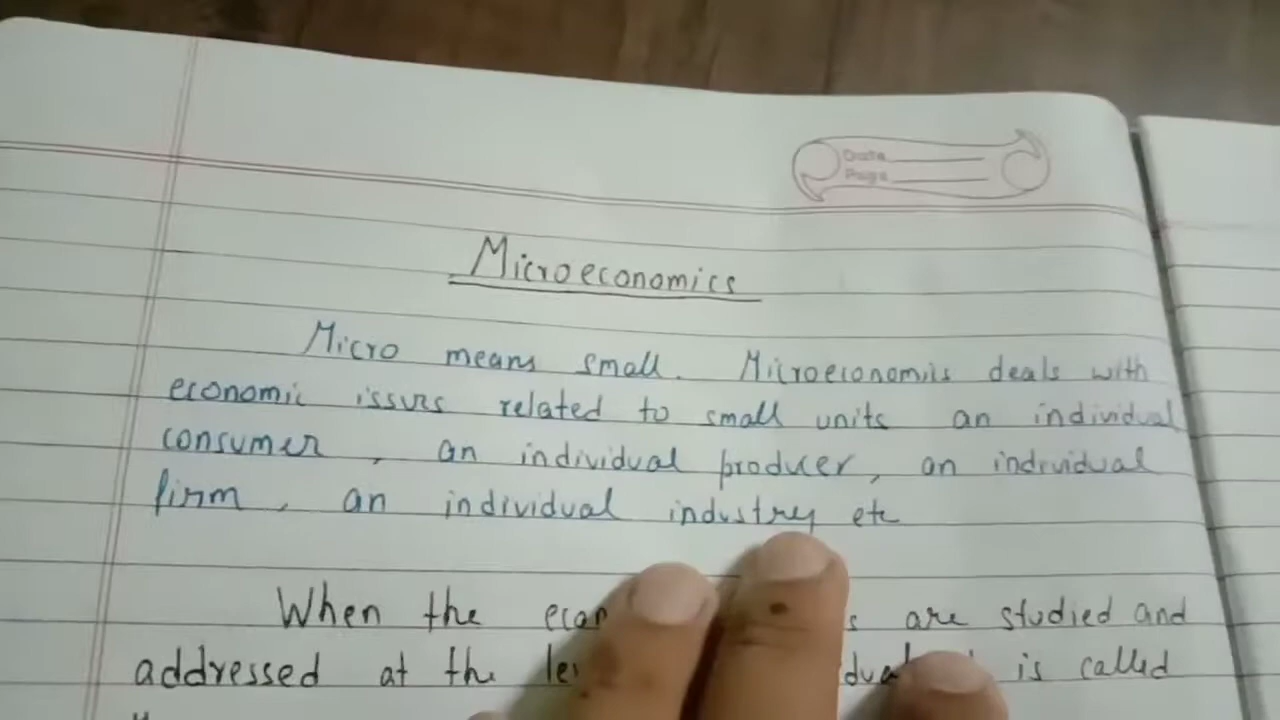 Date
Page
Microeconomics
Micro means small. Microeconomics deals with
economic issues related to small units an individual
consumer, an individual producer, an individual
firm, an individual industry etc
When the are studied and
addressed at the is called